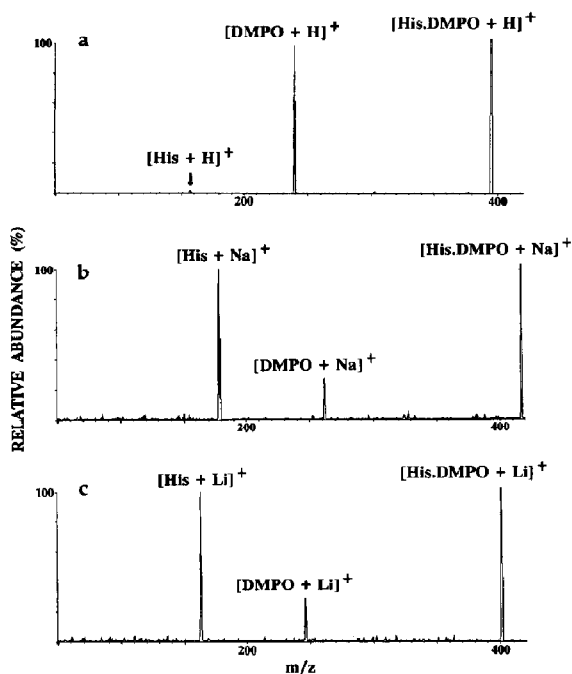 a
100
[DMPO + H]+
[His.DMPO + H]+
[His + H]+
200
400
RELATIVE ABUNDANCE (%)
b
100
[His + Na]+
[His.DMPO + Na]+
[DMPO + Na]+
200
400
c
100
[His + Li]+
[His.DMPO + Li]+
[DMPO + Li]+
200
400
m/z